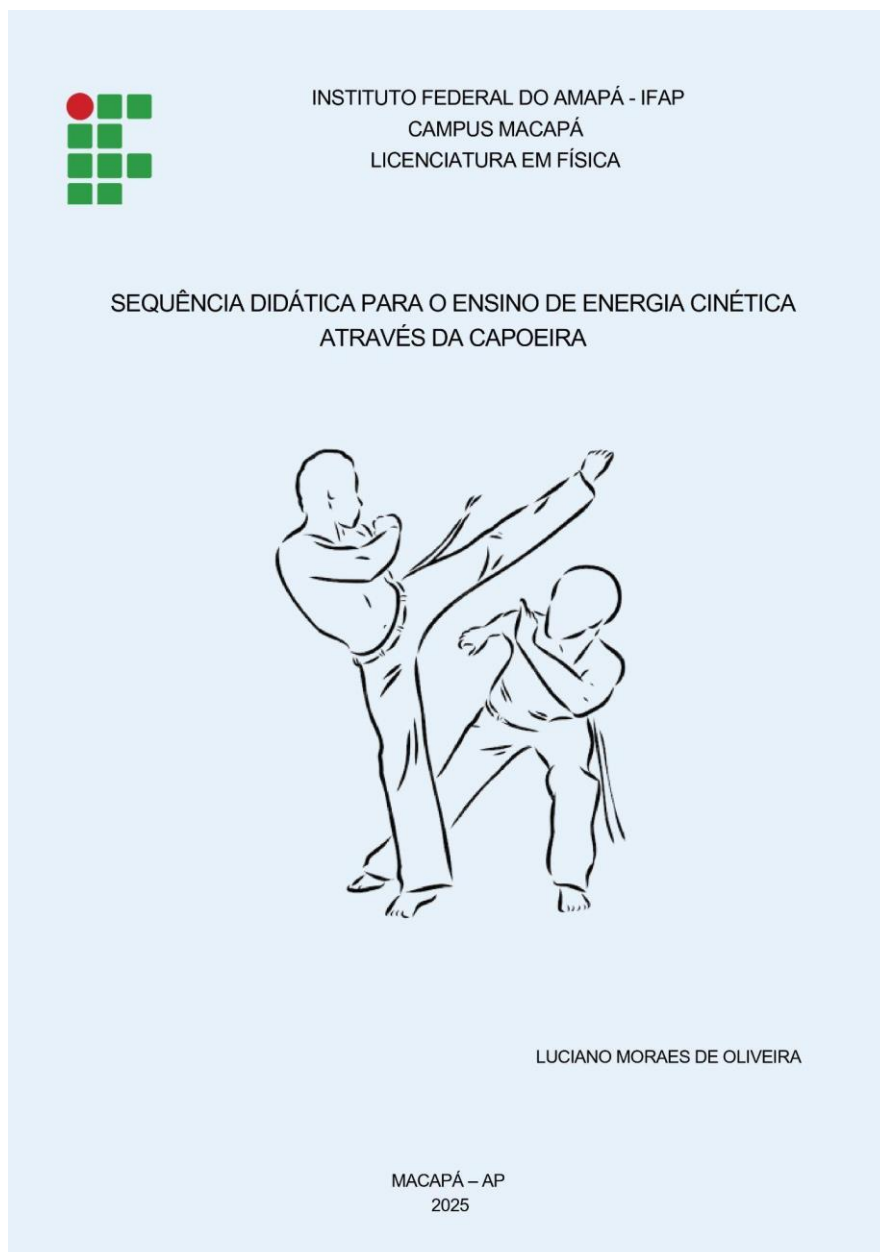 INSTITUTO FEDERAL DO AMAPÁ - IFAP
CAMPUS MACAPÁ
LICENCIATURA EM FÍSICA
SEQUÊNCIA DIDÁTICA PARA O ENSINO DE ENERGIA CINÉTICA
ATRAVÉS DA CAPOEIRA
LUCIANO MORAES DE OLIVEIRA
MACAPÁ – AP
2025